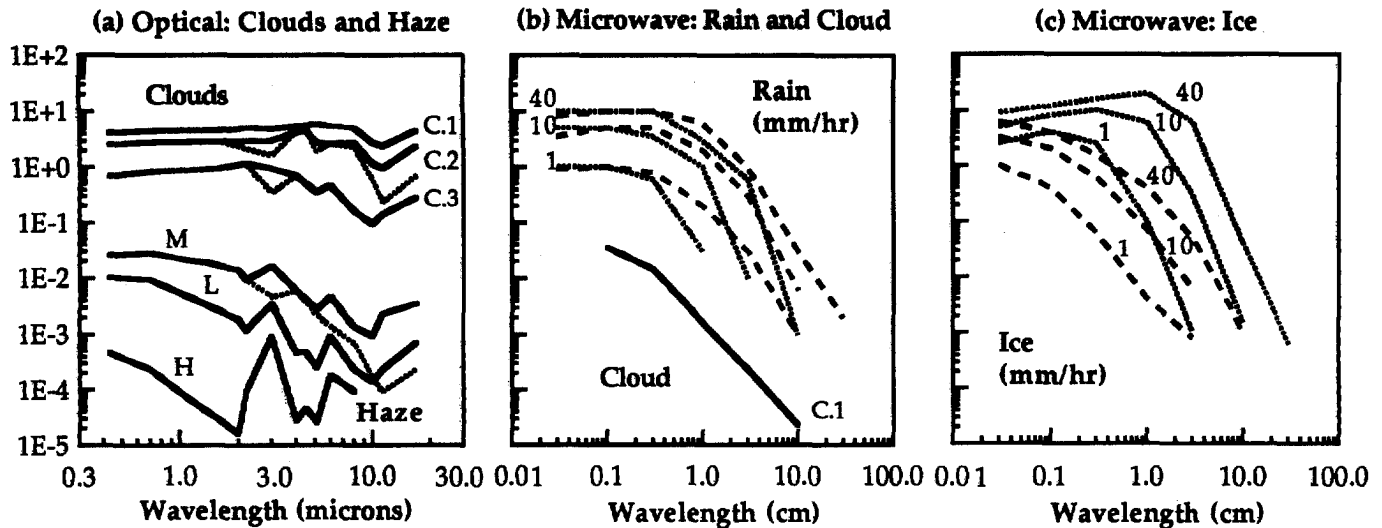 (a) Optical: Clouds and Haze
1E+2
1E+1
1E+0
1E-1
1E-2
1E-3
1E-4
1E-5
Clouds
C.1
C.2
C.3
M
L
H
Haze
0.3 1.0 3.0 10.0 30.0
Wavelength (microns)
(b) Microwave: Rain and Cloud
40
10
1
Rain
(mm/hr)
Cloud
C.1
0.01 0.1 1.0 10.0 100.0
Wavelength (cm)
(c) Microwave: Ice
40
10
1
40
10
1
Ice
(mm/hr)
0.01 0.1 1.0 10.0 100.0
Wavelength (cm)